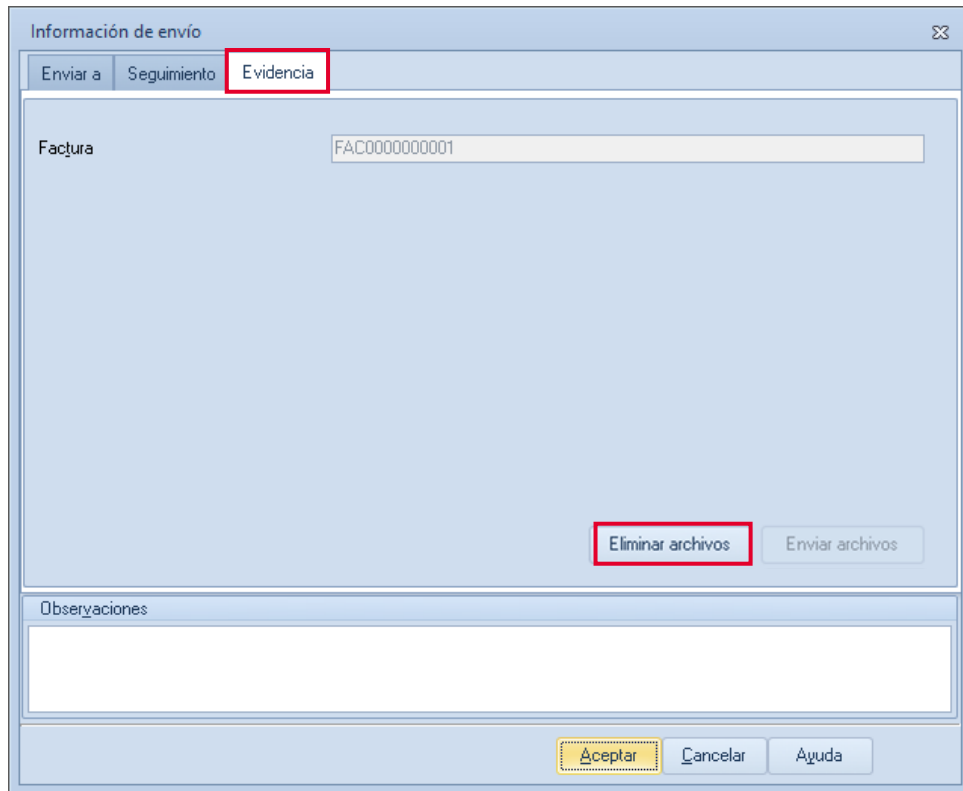 Información de envío
Enviar a Seguimiento Evidencia
Factura FAC0000000001
Eliminar archivos Enviar archivos
Observaciones
Aceptar Cancelar Ayuda